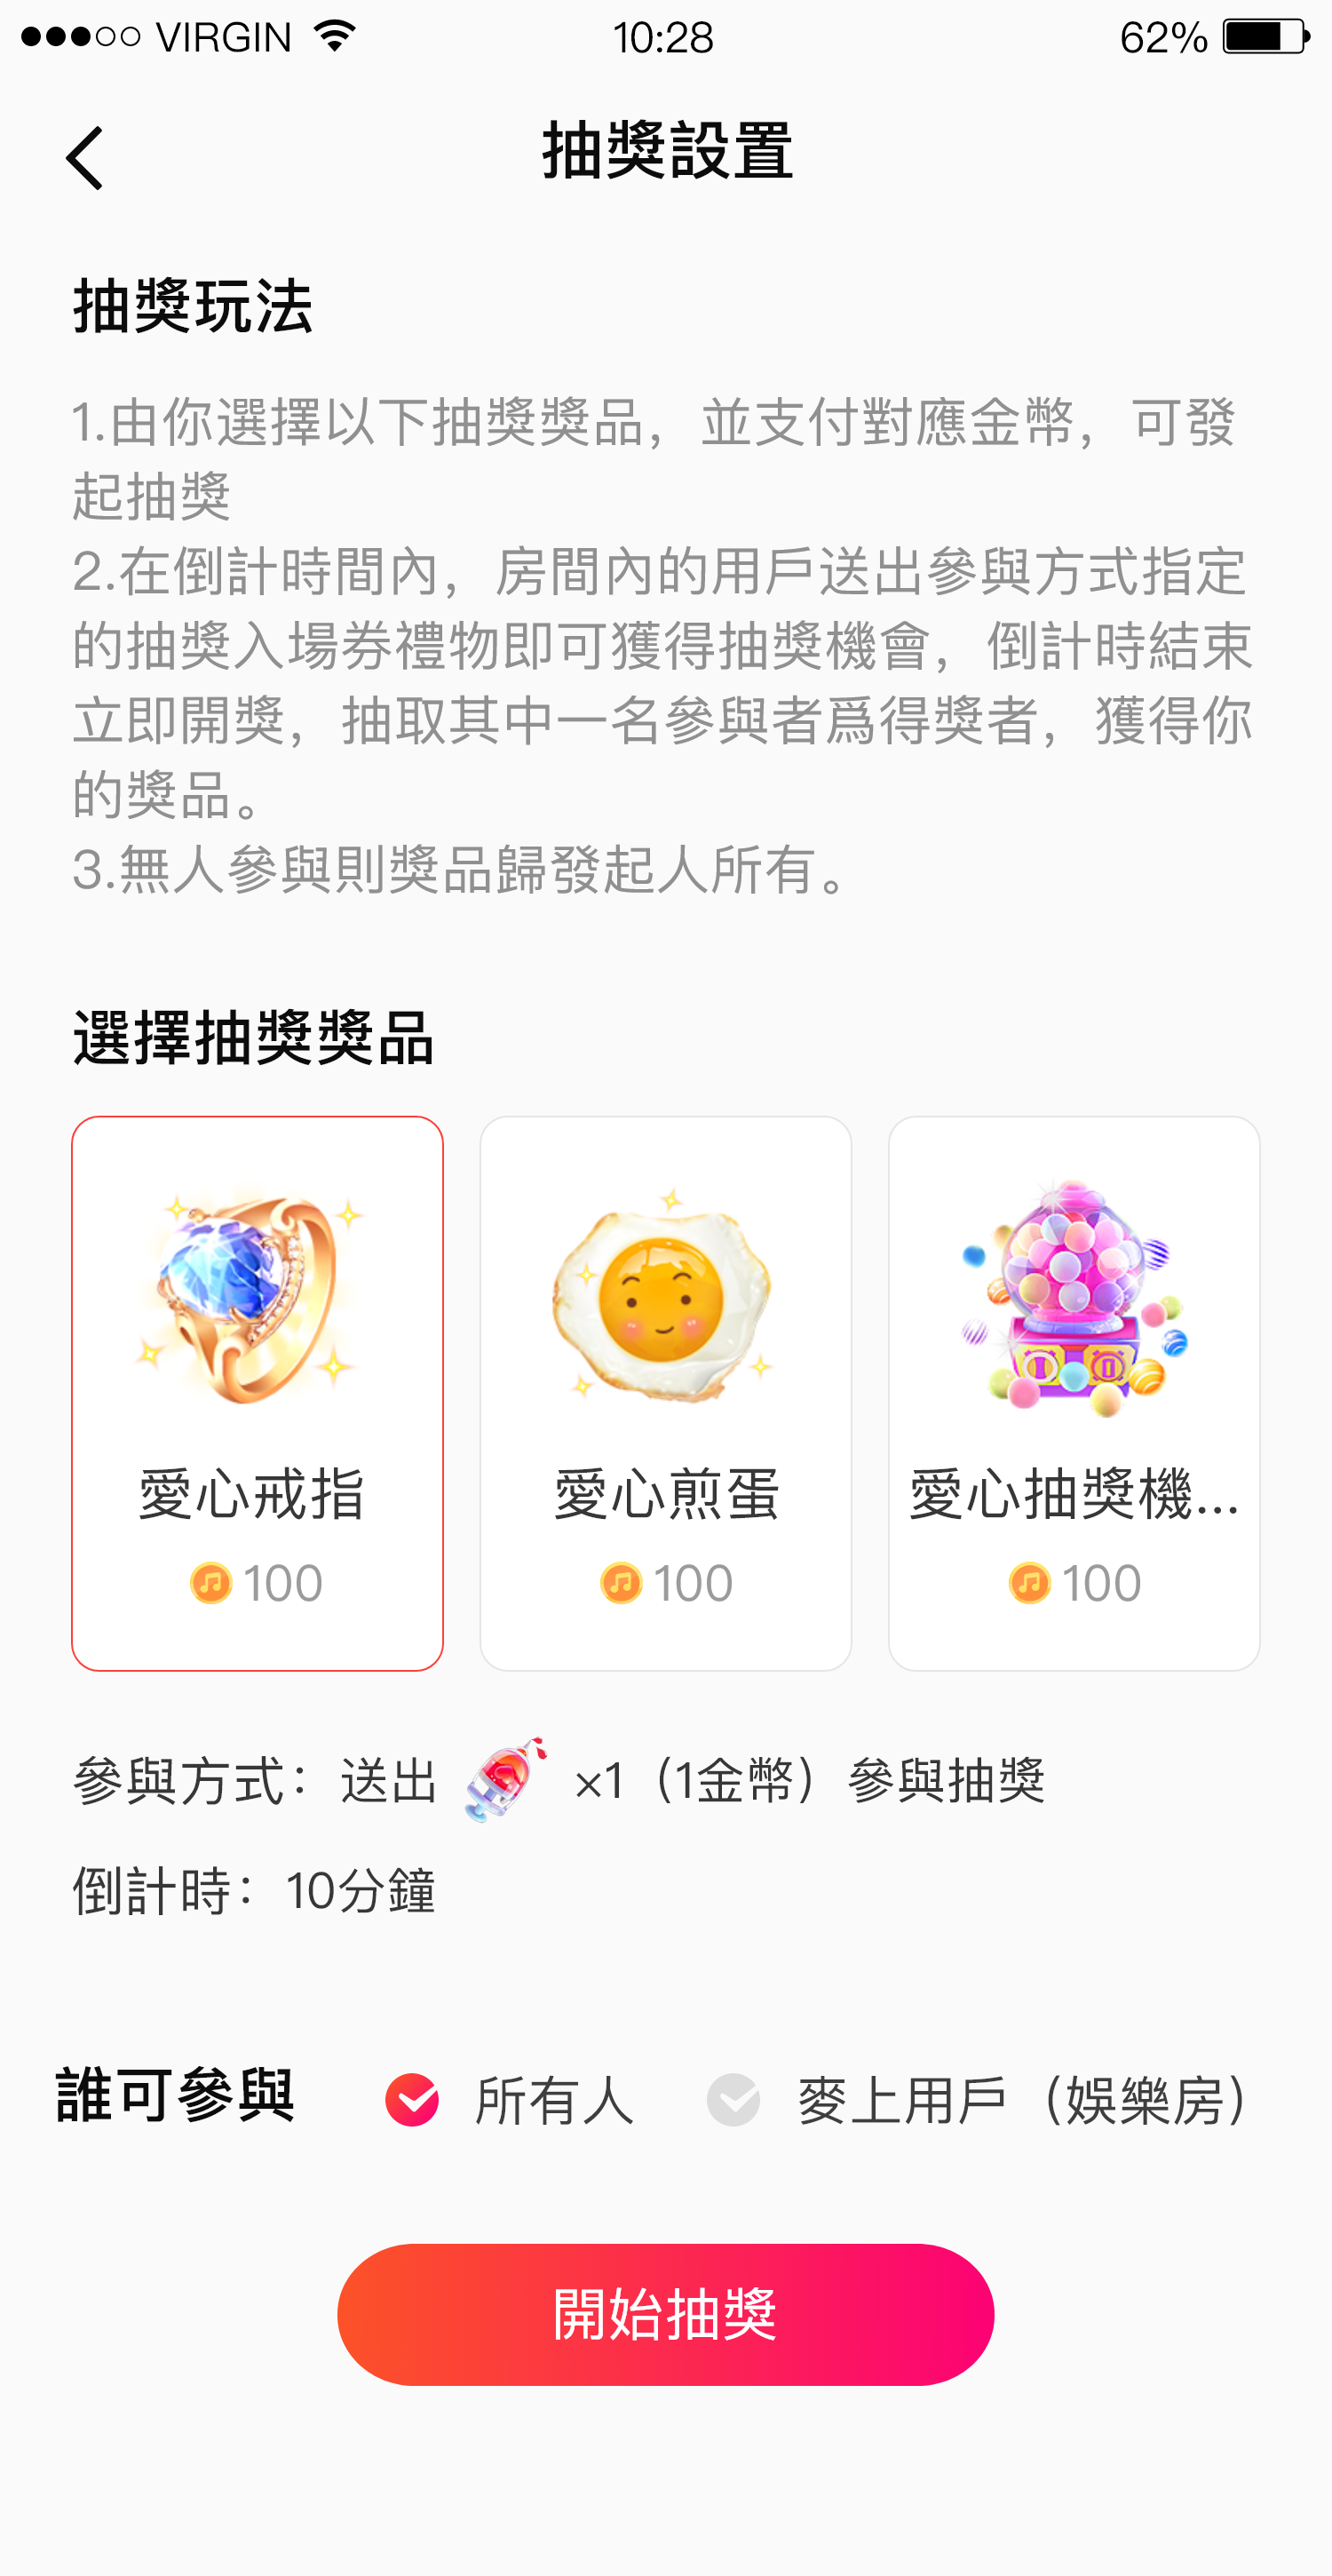 VIRGIN
10:28
62%
抽獎設置
抽獎玩法
1.由你選擇以下抽獎獎品，並支付對應金幣，可發
起抽獎
2.在倒計時間內，房間內的用戶送出參與方式指定
的抽獎入場券禮物即可獲得抽獎機會，倒計時結束
立即開獎，抽取其中一名參與者爲得獎者，獲得你
的獎品。
3.無人參與則獎品歸發起人所有。
選擇抽獎獎品
愛心戒指
愛心煎蛋
愛心抽獎機...
100
100
100
參與方式：送出 ×1（1金幣）參與抽獎
倒計時：10分鐘
誰可參與 所有人 麥上用戶（娛樂房）
開始抽獎